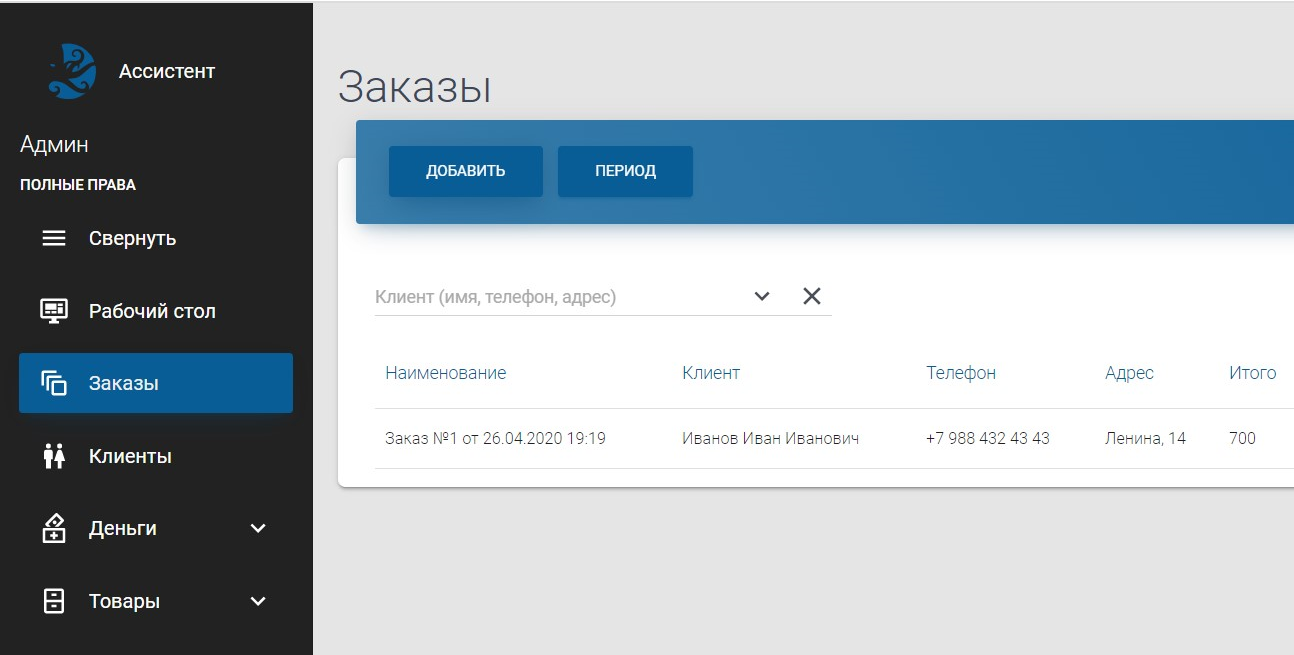 Ассистент
Админ
ПОЛНЫЕ ПРАВА
Свернуть
Рабочий стол
Заказы
Клиенты
Деньги
Товары
Заказы
ДОБАВИТЬ ПЕРИОД
Клиент (имя, телефон, адрес)
Наименование Клиент Телефон Адрес Итого
Заказ №1 от 26.04.2020 19:19 Иванов Иван Иванович +7 988 432 43 43 Ленина, 14 700